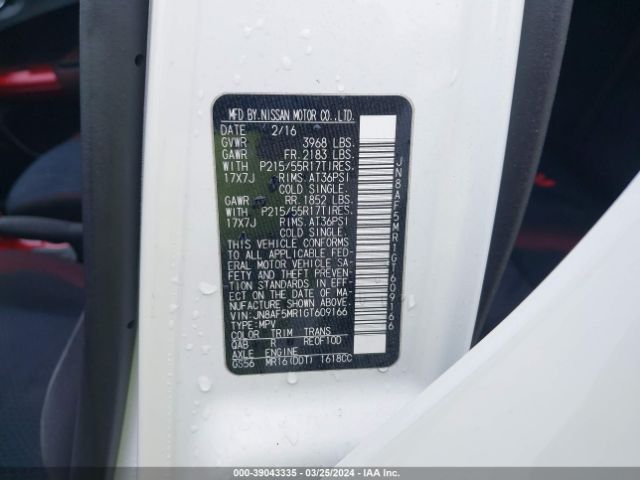 MFD BY NISSAN MOTOR CO.,LTD.
DATE 2/16
GVWR 3968 LBS.
GAWR FR. 2183 LBS.
WITH P215/55R17TIRES.
17X7J RIMS. AT36PSI
COLD SINGLE.
GAWR RR. 1852 LBS.
WITH P215/55R17TIRES.
17X7J RIMS. AT36PSI
COLD SINGLE.
THIS VEHICLE CONFORMS
TO ALL APPLICABLE FED-
ERAL MOTOR VEHICLE SA-
FETY AND THEFT PREVEN-
TION STANDARDS IN EFF-
ECT ON THE DATE OF MA-
NUFACTURE SHOWN ABOVE.
VIN: JN8AF5MR1GT609166
TYPE: MPV
COLOR TRIM TRANS
QAB R RE0F10D
AXLE ENGINE
GS56 MR16(DDT) 1618CC
JN8AF5MR1GT609166
000-39043335 - 03/25/2024 - IAA Inc.